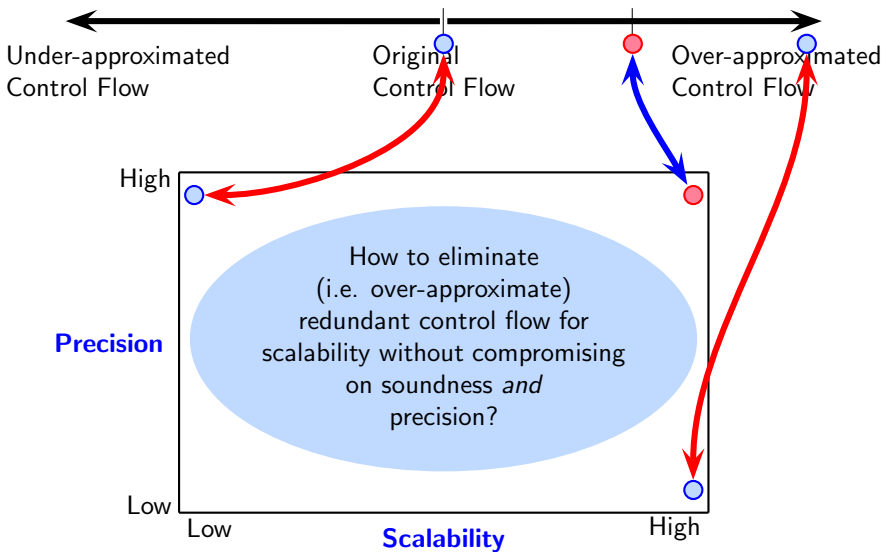 Under-approximated
Control Flow
Original
Control Flow
Over-approximated
Control Flow
High
How to eliminate
(i.e. over-approximate)
redundant control flow for
scalability without compromising
on soundness and
precision?
Precision
Low
Low
High
Scalability